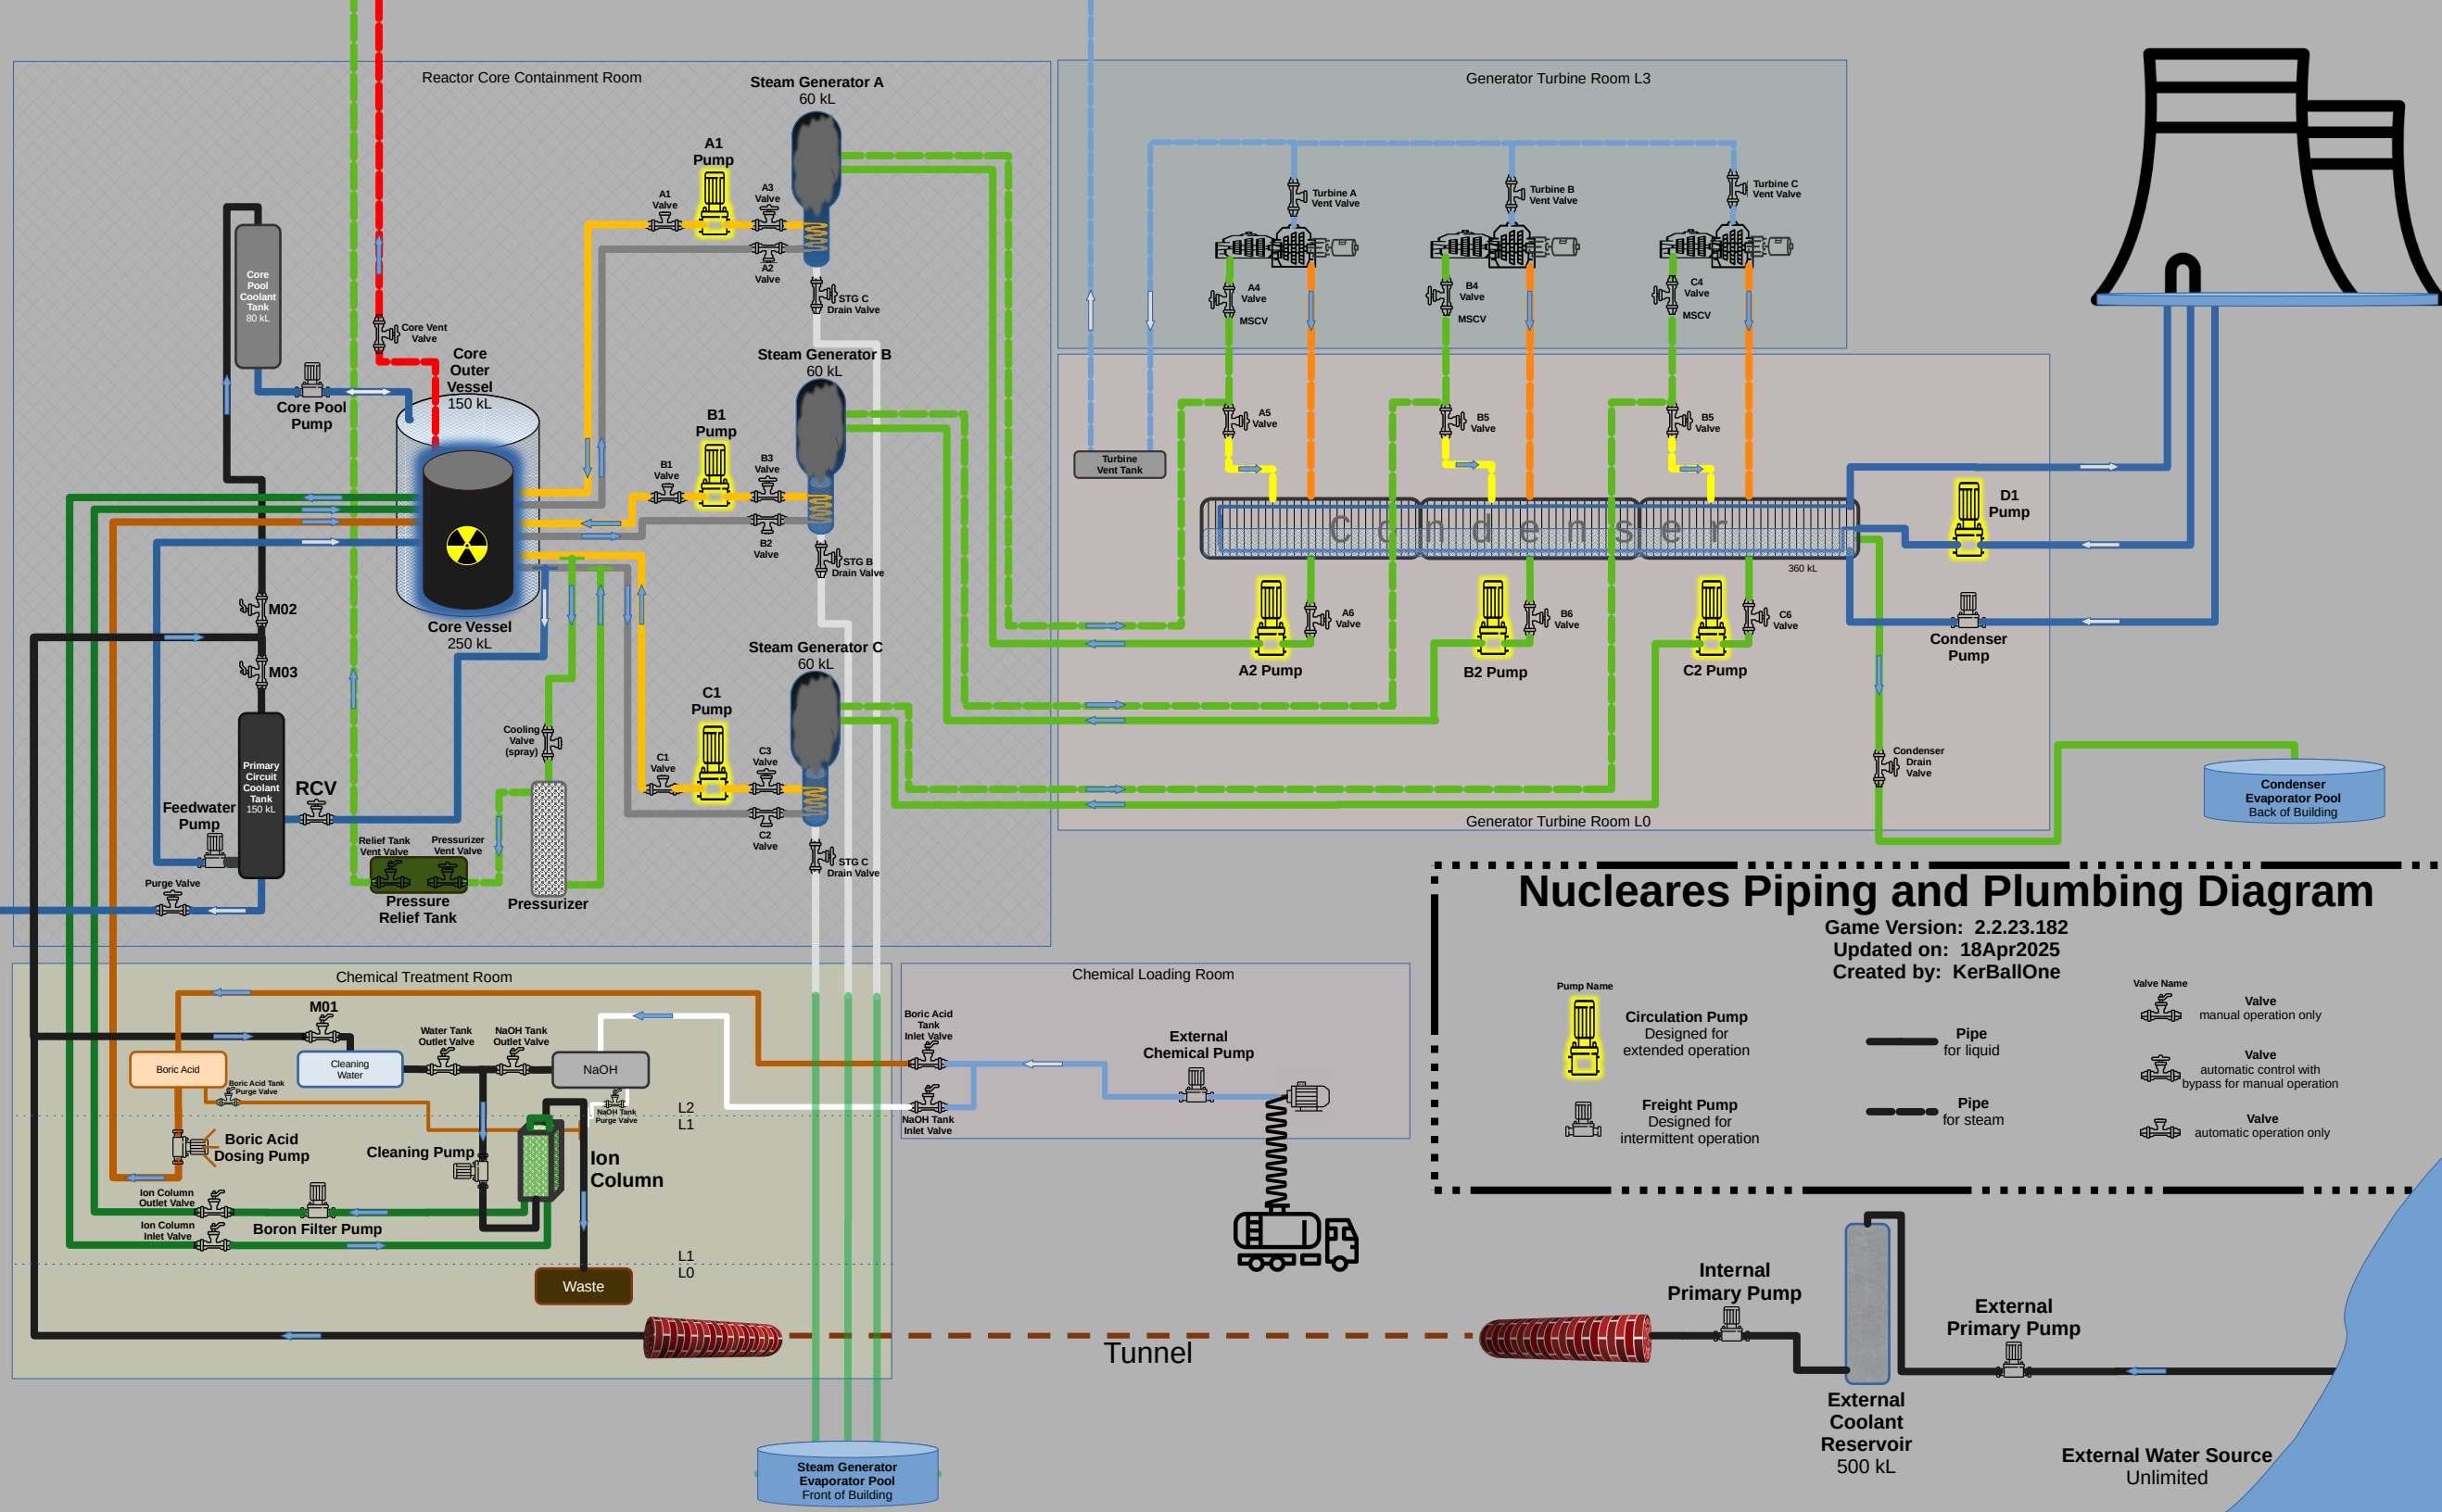 Reactor Core Containment Room
Steam Generator A
60 kL
A1
Pump
A1
Valve
A3
Valve
A2
Valve
STG C
Drain Valve
Core
Pool
Coolant
Tank
80 kL
Core Vent
Valve
Core
Outer
Vessel
150 kL
Core Pool
Pump
Steam Generator B
60 kL
B1
Pump
B1
Valve
B3
Valve
B2
Valve
STG B
Drain Valve
M02
M03
Core Vessel
250 kL
Steam Generator C
60 kL
C1
Pump
C1
Valve
C3
Valve
C2
Valve
STG C
Drain Valve
Cooling
Valve
(spray)
Primary
Circuit
Coolant
Tank
150 kL
RCV
Feedwater
Pump
Relief Tank
Vent Valve
Pressurizer
Vent Valve
Purge Valve
Pressure
Relief Tank
Pressurizer
Generator Turbine Room L3
Turbine A
Vent Valve
Turbine B
Vent Valve
Turbine C
Vent Valve
A4
Valve
MSCV
B4
Valve
MSCV
C4
Valve
MSCV
A5
Valve
B5
Valve
B5
Valve
Turbine
Vent Tank
Condenser
360 kL
D1
Pump
A6
Valve
B6
Valve
C6
Valve
A2 Pump
B2 Pump
C2 Pump
Condenser
Pump
Condenser
Drain
Valve
Generator Turbine Room L0
Condenser
Evaporator Pool
Back of Building
Nucleares Piping and Plumbing Diagram
Game Version:  2.2.23.182
Updated on:  18Apr2025
Created by:  KerBallOne
Pump Name
Circulation Pump
Designed for
extended operation
Freight Pump
Designed for
intermittent operation
Pipe
for liquid
Pipe
for steam
Valve Name
Valve
manual operation only
Valve
automatic control with
bypass for manual operation
Valve
automatic operation only
Chemical Treatment Room
M01
Water Tank
Outlet Valve
NaOH Tank
Outlet Valve
Boric Acid
Cleaning
Water
NaOH
Boric Acid Tank
Purge Valve
NaOH Tank
Purge Valve
L2
L1
Boric Acid
Dosing Pump
Cleaning Pump
Ion
Column
Ion Column
Outlet Valve
Boron Filter Pump
Ion Column
Inlet Valve
L1
L0
Waste
Chemical Loading Room
Boric Acid
Tank
Inlet Valve
External
Chemical Pump
NaOH Tank
Inlet Valve
Tunnel
Internal
Primary Pump
External
Primary Pump
External
Coolant
Reservoir
500 kL
External Water Source
Unlimited
Steam Generator
Evaporator Pool
Front of Building